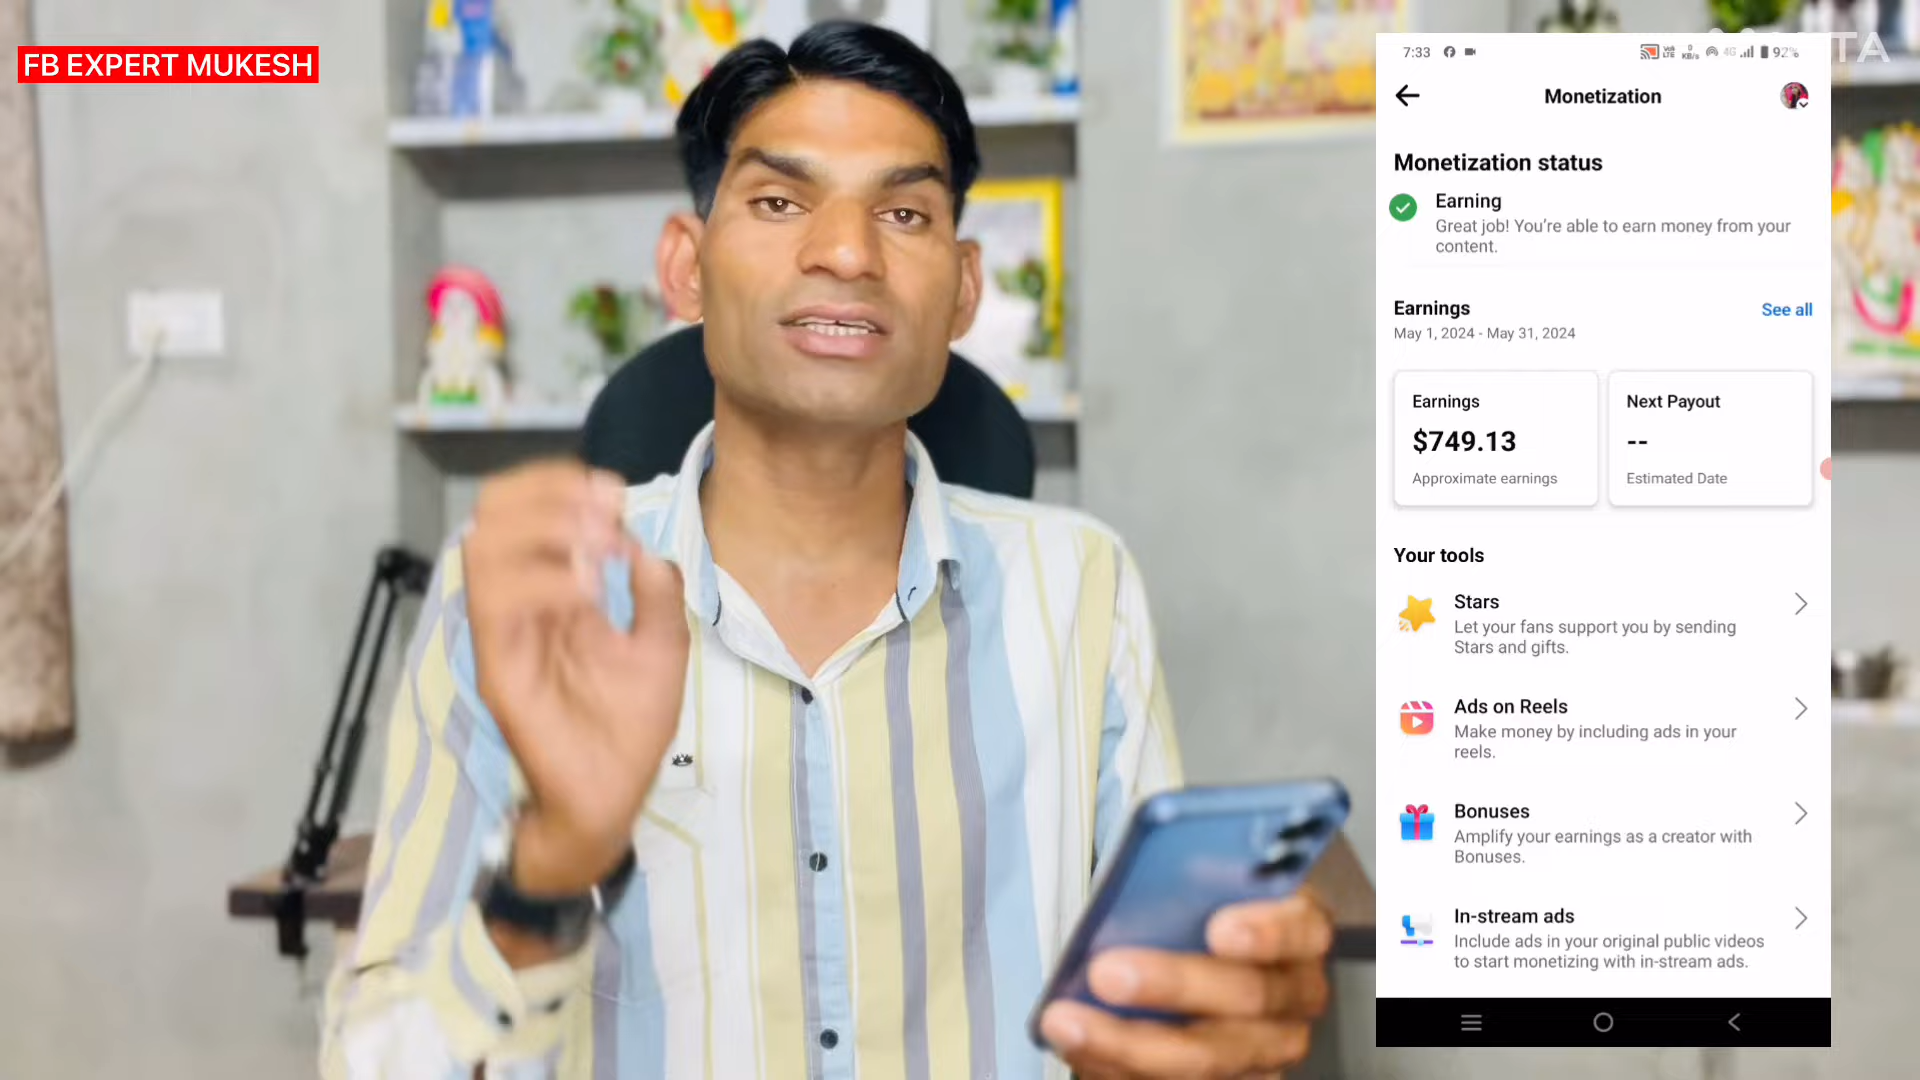 FB EXPERT MUKESH
7:33
4G
92%
Monetization
Monetization status
Earning
Great job! You’re able to earn money from your
content.
Earnings
See all
May 1, 2024 - May 31, 2024
Earnings
$749.13
Approximate earnings
Next Payout
--
Estimated Date
Your tools
Stars
Let your fans support you by sending
Stars and gifts.
Ads on Reels
Make money by including ads in your
reels.
Bonuses
Amplify your earnings as a creator with
Bonuses.
In-stream ads
Include ads in your original public videos
to start monetizing with in-stream ads.